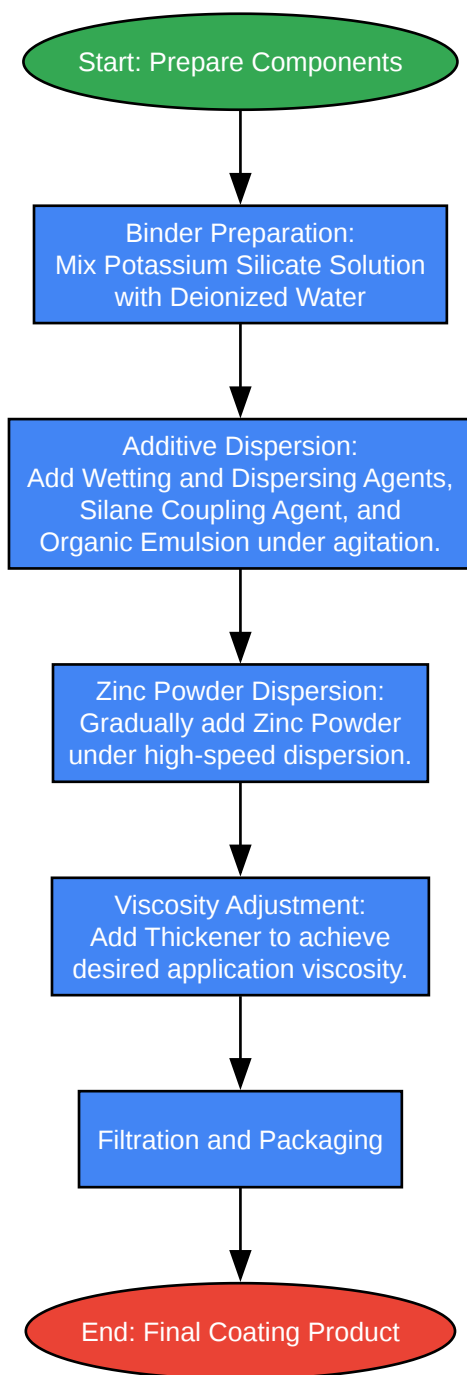 Start: Prepare Components
Binder Preparation:
Mix Potassium Silicate Solution
with Deionized Water
Additive Dispersion:
Add Wetting and Dispersing Agents,
Silane Coupling Agent, and
Organic Emulsion under agitation.
Zinc Powder Dispersion:
Gradually add Zinc Powder
under high-speed dispersion.
Viscosity Adjustment:
Add Thickener to achieve
desired application viscosity.
Filtration and Packaging
End: Final Coating Product